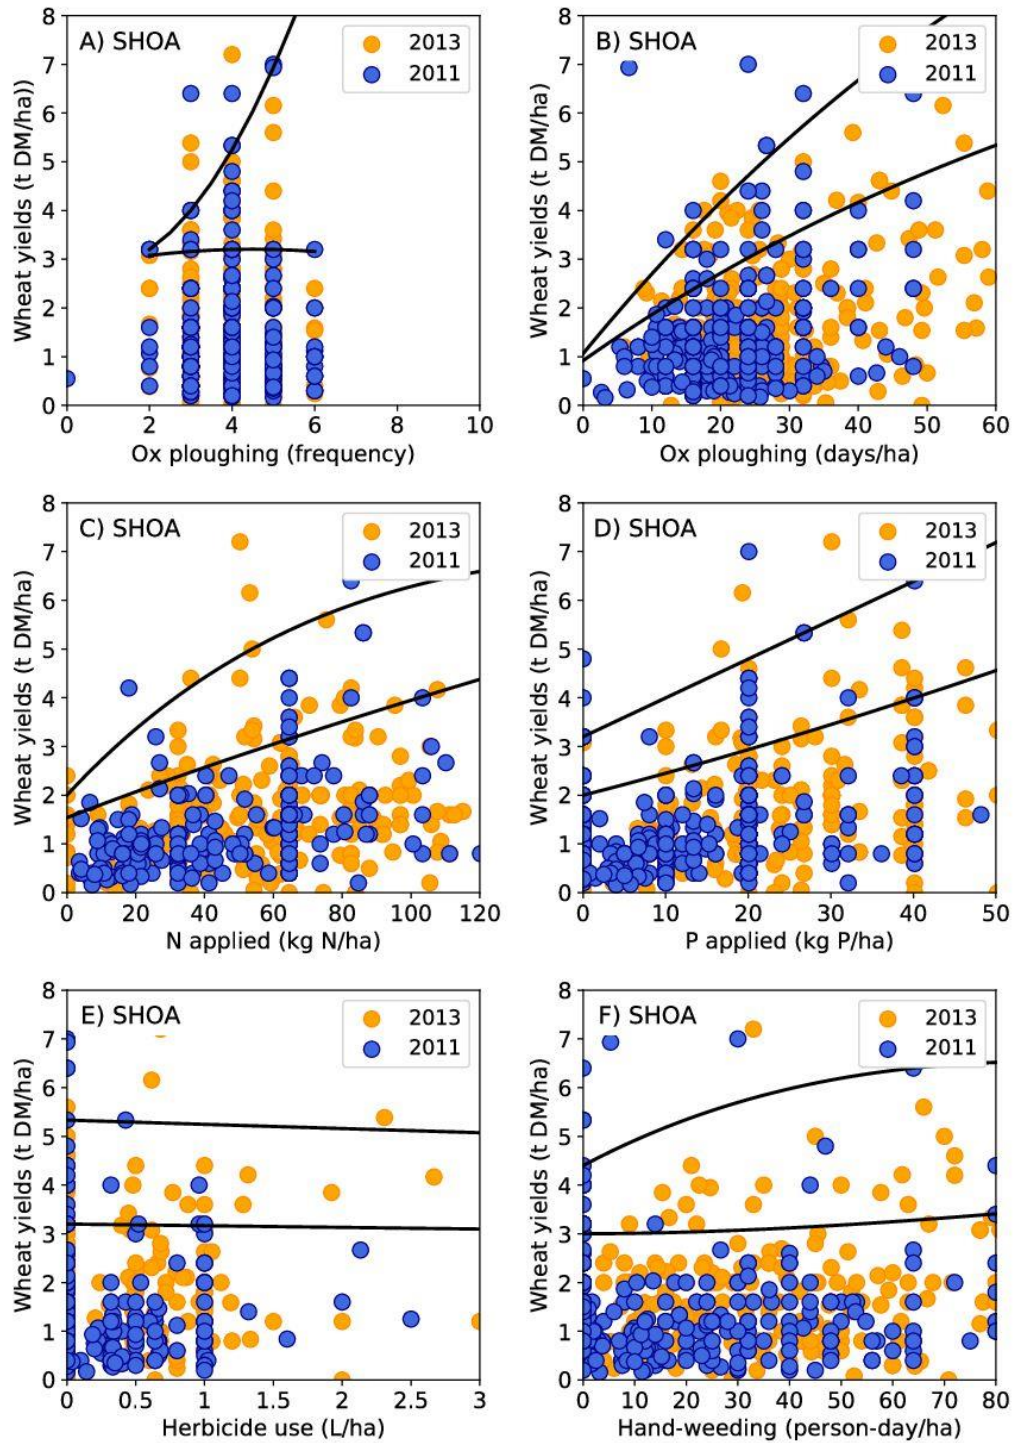 A) SHOA
2013
2011
Wheat yields (t DM/ha))
0 1 2 3 4 5 6 7 8
0 2 4 6 8 10
Ox ploughing (frequency)
B) SHOA
2013
2011
Wheat yields (t DM/ha)
0 1 2 3 4 5 6 7 8
0 10 20 30 40 50 60
Ox ploughing (days/ha)
C) SHOA
2013
2011
Wheat yields (t DM/ha)
0 1 2 3 4 5 6 7 8
0 20 40 60 80 100 120
N applied (kg N/ha)
D) SHOA
2013
2011
Wheat yields (t DM/ha)
0 1 2 3 4 5 6 7 8
0 10 20 30 40 50
P applied (kg P/ha)
E) SHOA
2013
2011
Wheat yields (t DM/ha)
0 1 2 3 4 5 6 7 8
0 0.5 1 1.5 2 2.5 3
Herbicide use (L/ha)
F) SHOA
2013
2011
Wheat yields (t DM/ha)
0 1 2 3 4 5 6 7 8
0 10 20 30 40 50 60 70 80
Hand-weeding (person-day/ha)